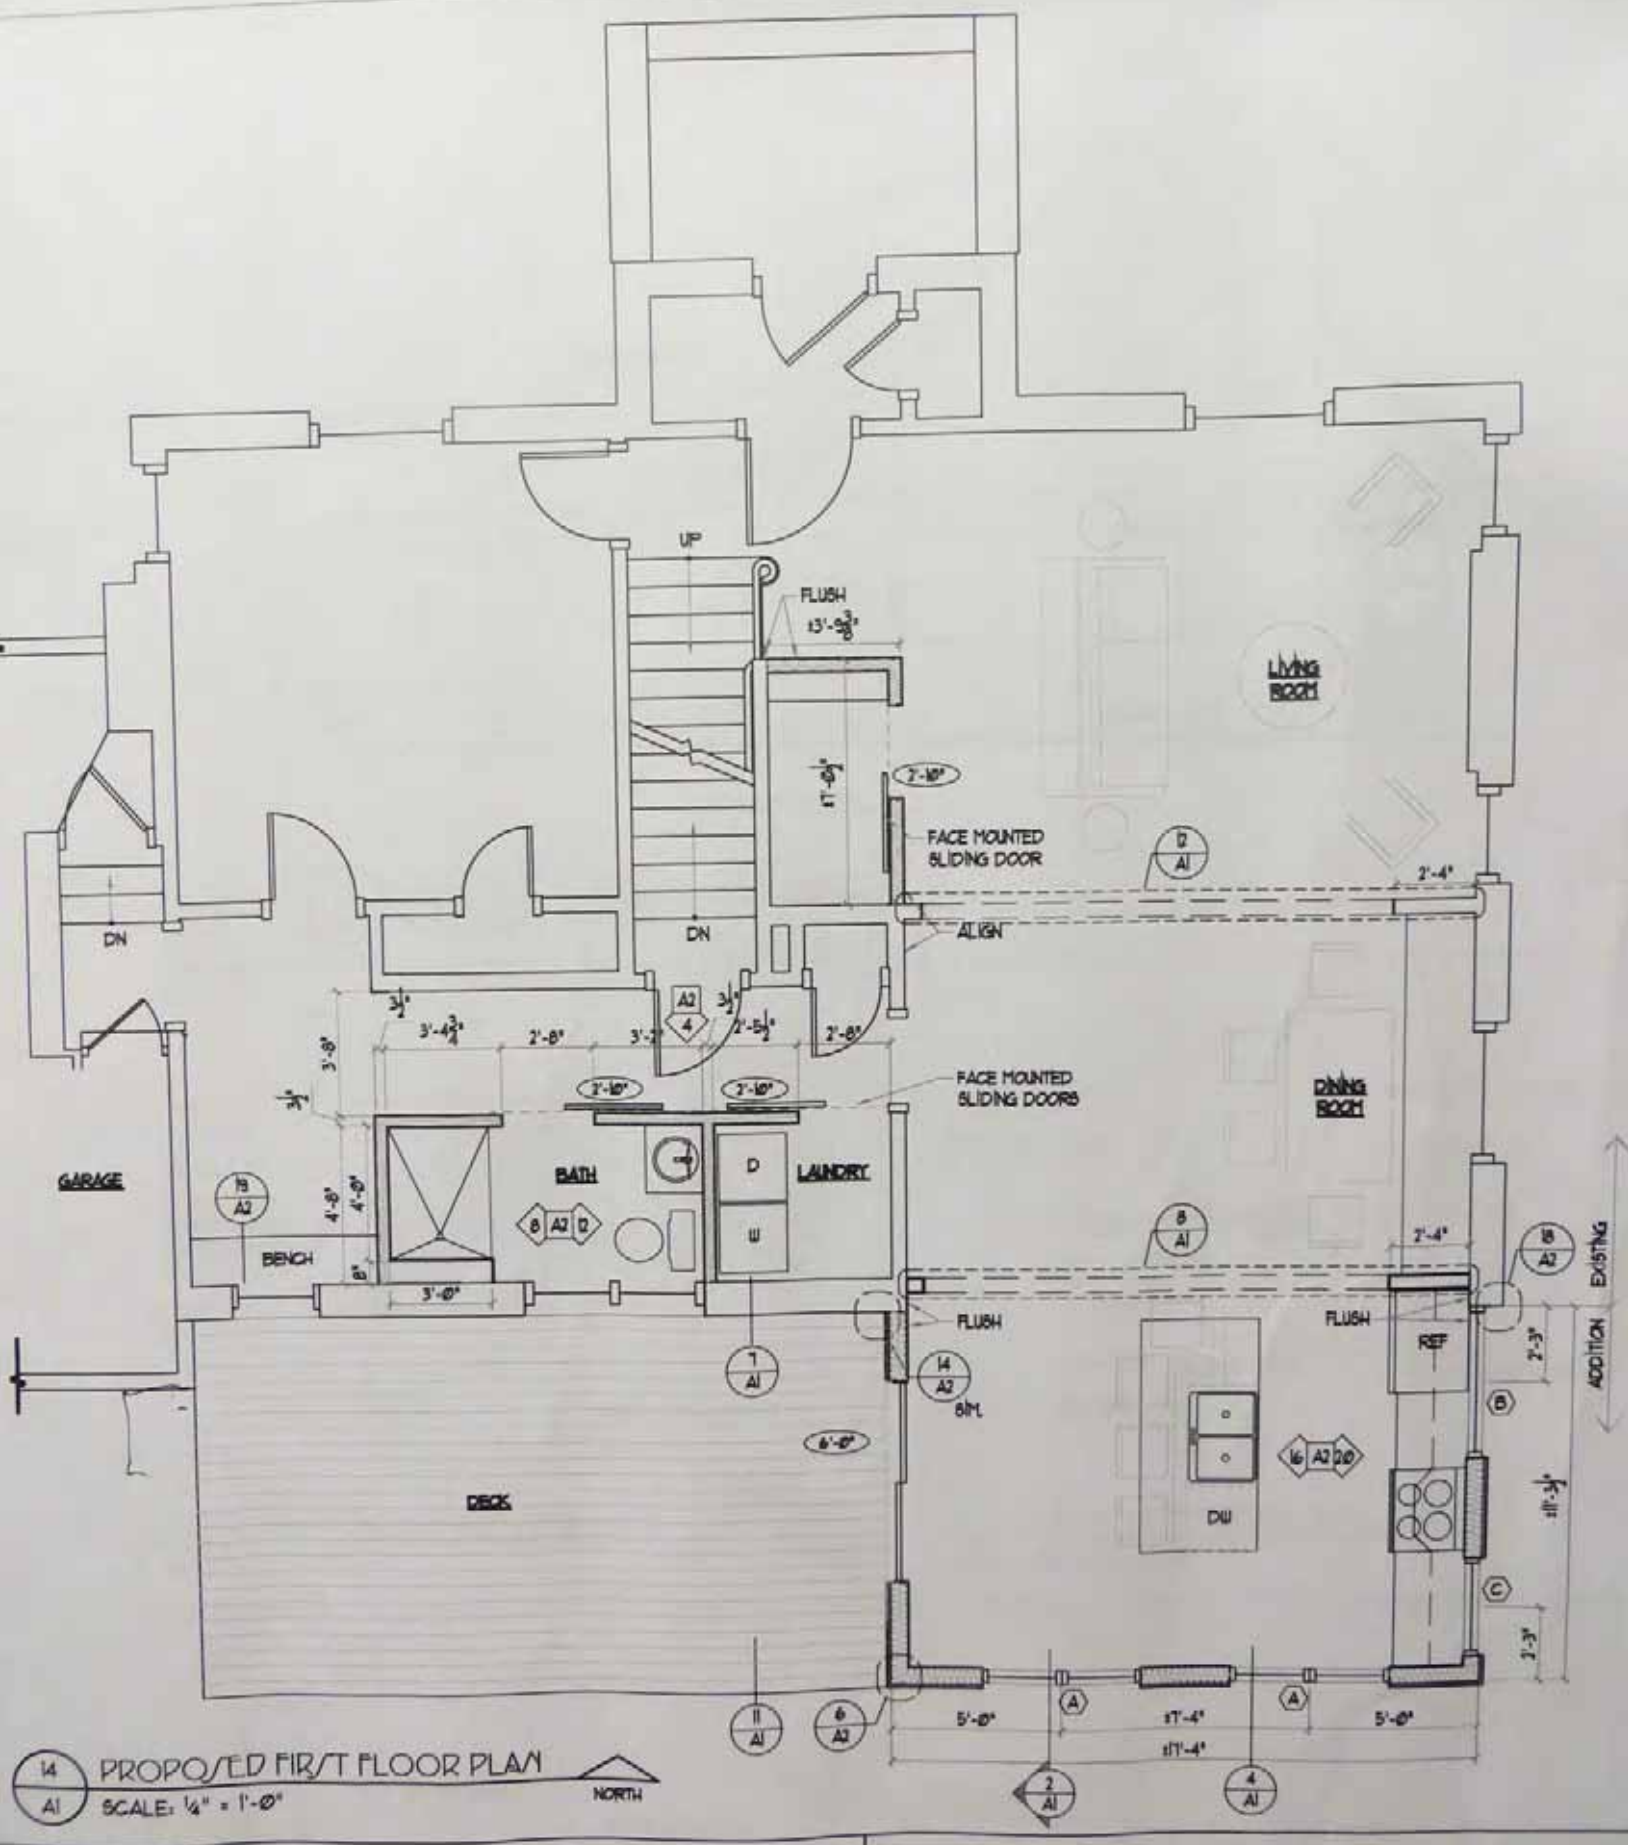 UP
FLUSH
±3'-9⅜"
LIVING
ROOM
±7'-0½"
2'-10"
FACE MOUNTED
SLIDING DOOR
12
A1
2'-4"
DN
DN
ALIGN
3½"
3'-4¾"
2'-8"
3'-2"
A2
4
3½"
2'-5½"
2'-8"
3'-8"
3½"
2'-10"
2'-10"
FACE MOUNTED
SLIDING DOORS
DINING
ROOM
GARAGE
BATH
D
LAUNDRY
A2
4'-8"
4'-0"
8 A2 12
W
8
A1
2'-4"
18
A2
EXISTING
ADDITION
BENCH
8"
3'-0"
FLUSH
FLUSH
REF
2'-3"
7
A1
14
A2
SIM.
B
6'-0"
16 A2 20
DECK
DW
±11'-3½"
C
2'-3"
A
A
11
A1
6
A2
5'-0"
±7'-4"
5'-0"
±17'-4"
2
A1
4
A1
14
A1
PROPOSED FIRST FLOOR PLAN
SCALE: ¼" = 1'-0"
NORTH